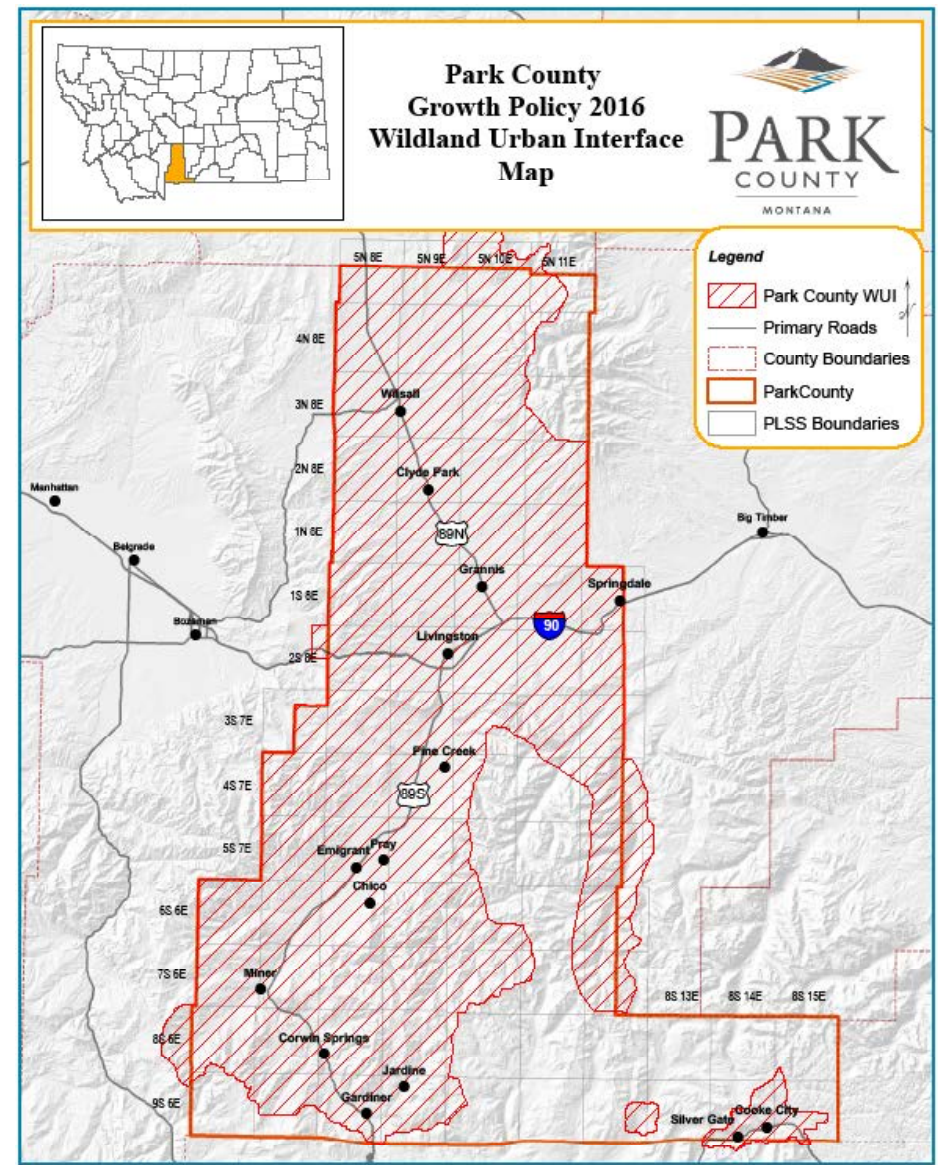 Park County
Growth Policy 2016
Wildland Urban Interface
Map
PARK
COUNTY
MONTANA
Legend
Park County WUI
Primary Roads
County Boundaries
ParkCounty
PLSS Boundaries
5N 8E
5N 9E
5N 10E
5N 11E
4N 8E
3N 8E
Wilsall
2N 8E
Clyde Park
Manhattan
Big Timber
1N 8E
89N
Belgrade
Grannis
Springdale
1S 8E
Bozeman
90
Livingston
2S 8E
3S 7E
Pine Creek
4S 7E
89S
5S 7E
Emigrant
Pray
Chico
6S 6E
7S 6E
Miner
8S 13E
8S 14E
8S 15E
8S 6E
Corwin Springs
Jardine
9S 6E
Gardiner
Silver Gate
Cooke City